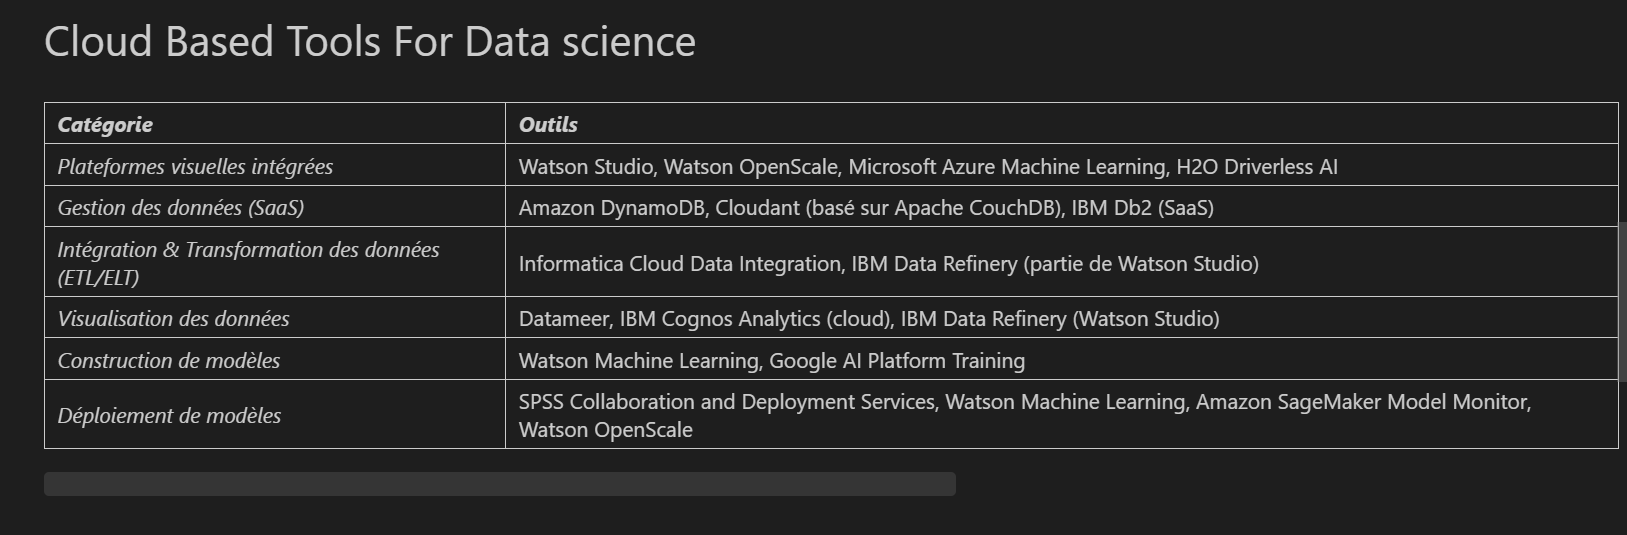 Cloud Based Tools For Data science
Catégorie
Outils
Plateformes visuelles intégrées
Watson Studio, Watson OpenScale, Microsoft Azure Machine Learning, H2O Driverless AI
Gestion des données (SaaS)
Amazon DynamoDB, Cloudant (basé sur Apache CouchDB), IBM Db2 (SaaS)
Intégration & Transformation des données
(ETL/ELT)
Informatica Cloud Data Integration, IBM Data Refinery (partie de Watson Studio)
Visualisation des données
Datameer, IBM Cognos Analytics (cloud), IBM Data Refinery (Watson Studio)
Construction de modèles
Watson Machine Learning, Google AI Platform Training
Déploiement de modèles
SPSS Collaboration and Deployment Services, Watson Machine Learning, Amazon SageMaker Model Monitor,
Watson OpenScale